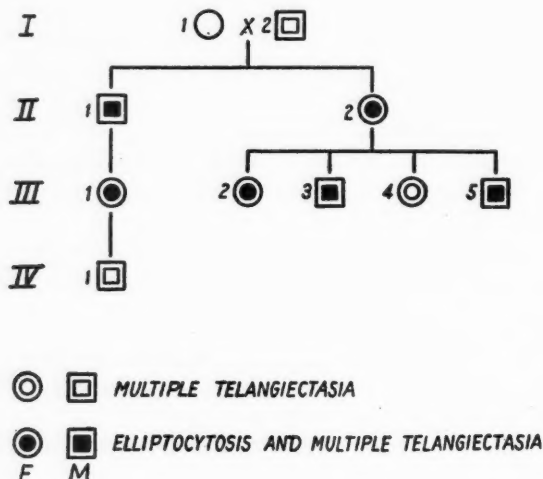 I 1 X 2
II 1 2
III 1 2 3 4 5
IV 1
MULTIPLE TELANGIECTASIA
ELLIPTOCYTOSIS AND MULTIPLE TELANGIECTASIA
F M